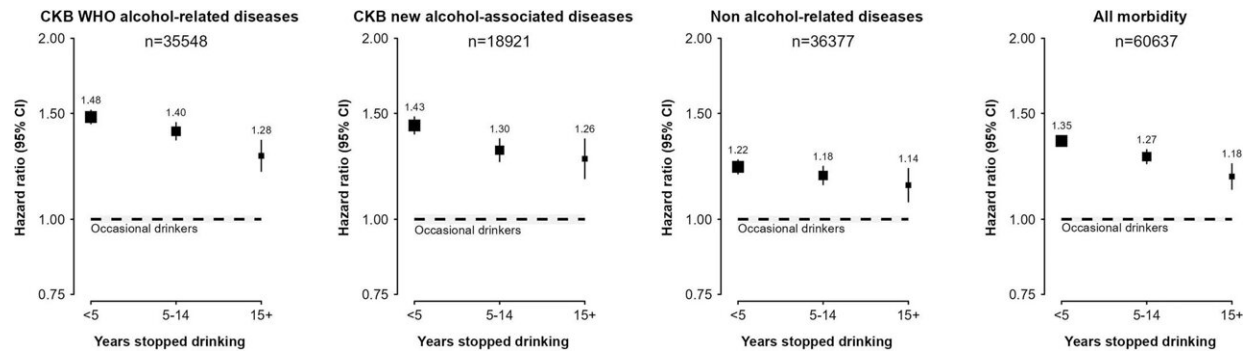 CKB WHO alcohol-related diseases
n=35548
Hazard ratio (95% CI)
2.00
1.50
1.00
0.75
1.48
1.40
1.28
Occasional drinkers
<5
5-14
15+
Years stopped drinking
CKB new alcohol-associated diseases
n=18921
Hazard ratio (95% CI)
2.00
1.50
1.00
0.75
1.43
1.30
1.26
Occasional drinkers
<5
5-14
15+
Years stopped drinking
Non alcohol-related diseases
n=36377
Hazard ratio (95% CI)
2.00
1.50
1.00
0.75
1.22
1.18
1.14
Occasional drinkers
<5
5-14
15+
Years stopped drinking
All morbidity
n=60637
Hazard ratio (95% CI)
2.00
1.50
1.00
0.75
1.35
1.27
1.18
Occasional drinkers
<5
5-14
15+
Years stopped drinking